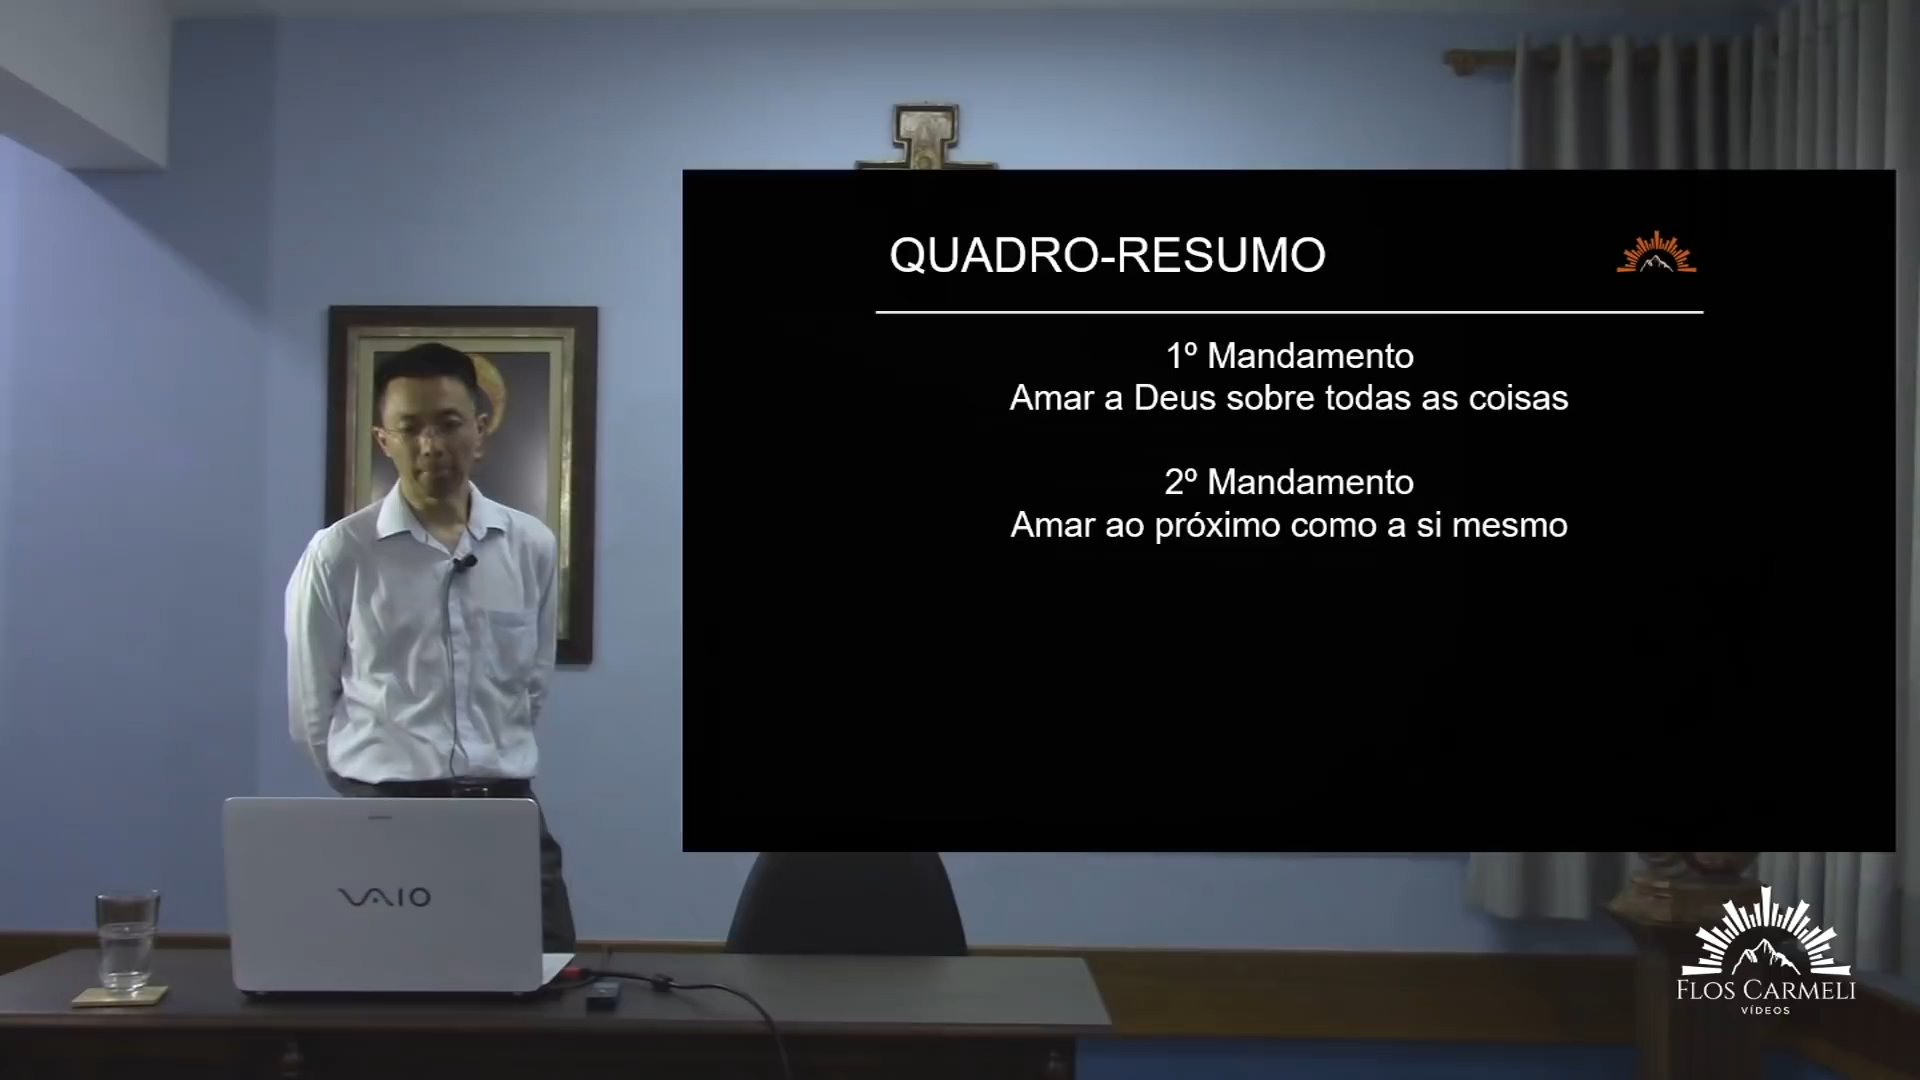 QUADRO-RESUMO
1º Mandamento
Amar a Deus sobre todas as coisas
2º Mandamento
Amar ao próximo como a si mesmo
VAIO
FLOS CARMELI
VÍDEOS